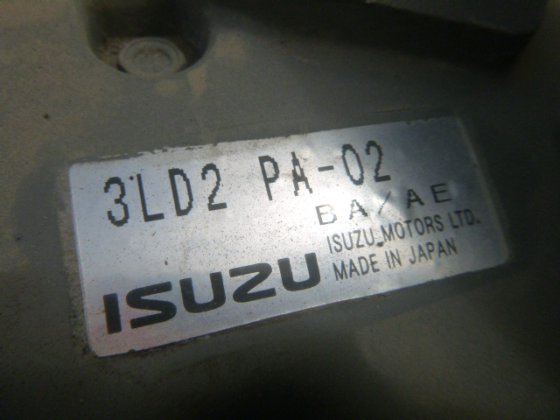 3LD2 PA-02
BA/AE
ISUZU MOTORS LTD.
ISUZU MADE IN JAPAN